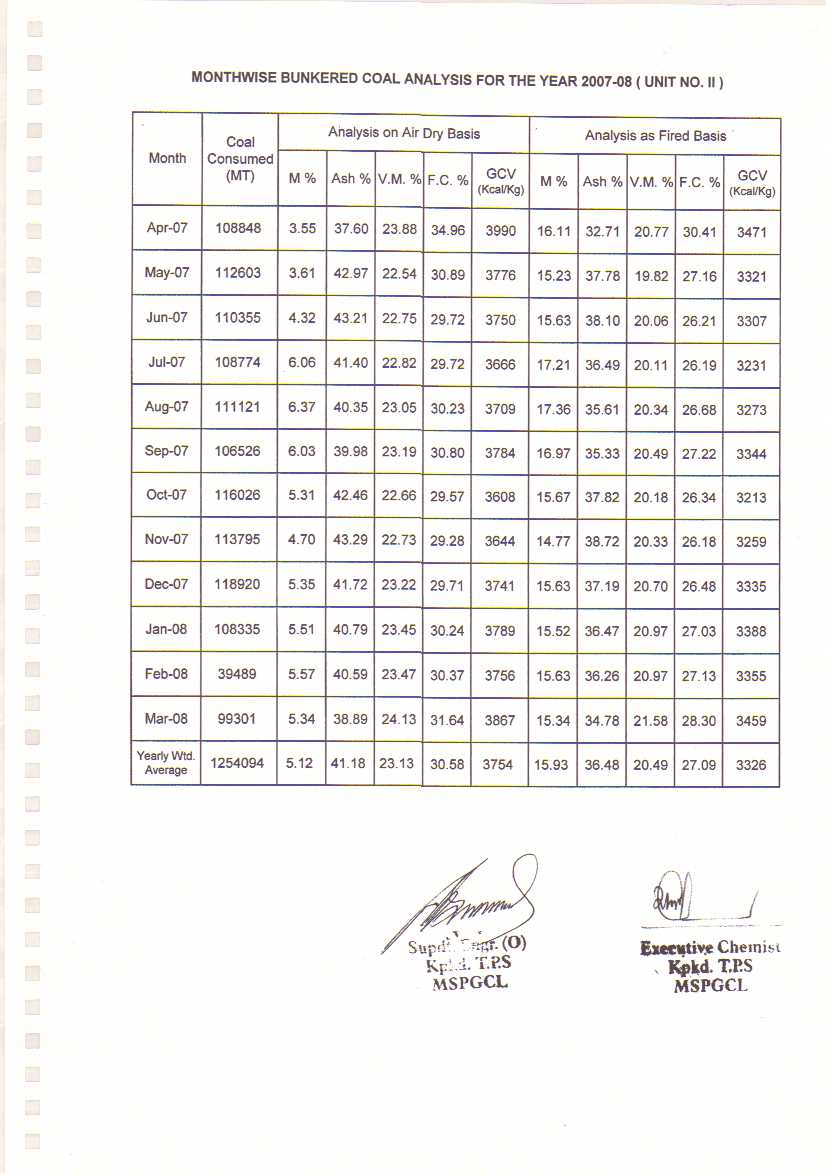 MONTHWISE BUNKERED COAL ANALYSIS FOR THE YEAR 2007-08 ( UNIT NO. II )
Month Coal Consumed (MT) Analysis on Air Dry Basis Analysis as Fired Basis
M % Ash % V.M. % F.C. % GCV (Kcal/Kg) M % Ash % V.M. % F.C. % GCV (Kcal/Kg)
Apr-07 108848 3.55 37.60 23.88 34.96 3990 16.11 32.71 20.77 30.41 3471
May-07 112603 3.61 42.97 22.54 30.89 3776 15.23 37.78 19.82 27.16 3321
Jun-07 110355 4.32 43.21 22.75 29.72 3750 15.63 38.10 20.06 26.21 3307
Jul-07 108774 6.06 41.40 22.82 29.72 3666 17.21 36.49 20.11 26.19 3231
Aug-07 111121 6.37 40.35 23.05 30.23 3709 17.36 35.61 20.34 26.68 3273
Sep-07 106526 6.03 39.98 23.19 30.80 3784 16.97 35.33 20.49 27.22 3344
Oct-07 116026 5.31 42.46 22.66 29.57 3608 15.67 37.82 20.18 26.34 3213
Nov-07 113795 4.70 43.29 22.73 29.28 3644 14.77 38.72 20.33 26.18 3259
Dec-07 118920 5.35 41.72 23.22 29.71 3741 15.63 37.19 20.70 26.48 3335
Jan-08 108335 5.51 40.79 23.45 30.24 3789 15.52 36.47 20.97 27.03 3388
Feb-08 39489 5.57 40.59 23.47 30.37 3756 15.63 36.26 20.97 27.13 3355
Mar-08 99301 5.34 38.89 24.13 31.64 3867 15.34 34.78 21.58 28.30 3459
Yearly Wtd. Average 1254094 5.12 41.18 23.13 30.58 3754 15.93 36.48 20.49 27.09 3326
(O)
T.P.S
MSPGCL
Executive Chemist
Kpkd. T.P.S
MSPGCL